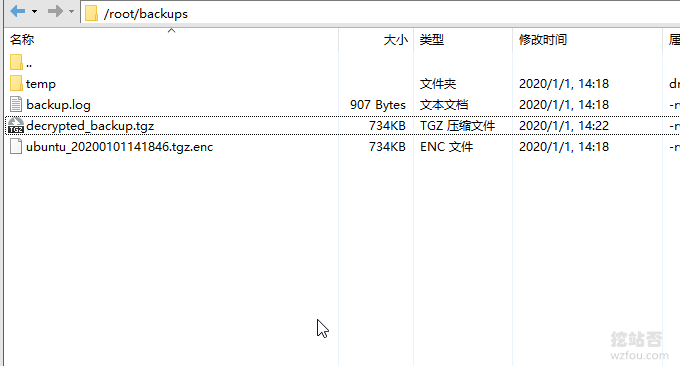 /root/backups
名称 大小 类型 修改时间
..
temp 文件夹 2020/1/1, 14:18
backup.log 907 Bytes 文本文档 2020/1/1, 14:18
TGZ decrypted_backup.tgz 734KB TGZ 压缩文件 2020/1/1, 14:22
ubuntu_20200101141846.tgz.enc 734KB ENC 文件 2020/1/1, 14:18
挖站否
wzfou.com